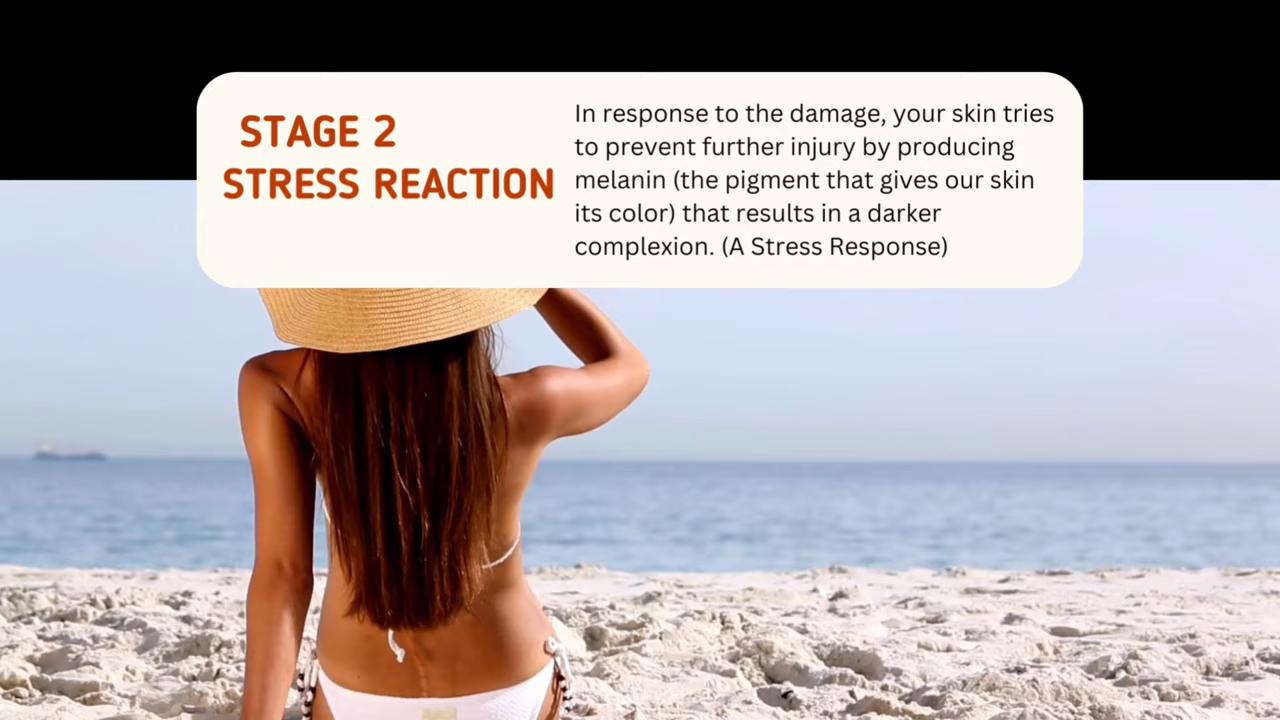 STAGE 2
STRESS REACTION
In response to the damage, your skin tries
to prevent further injury by producing
melanin (the pigment that gives our skin
its color) that results in a darker
complexion. (A Stress Response)